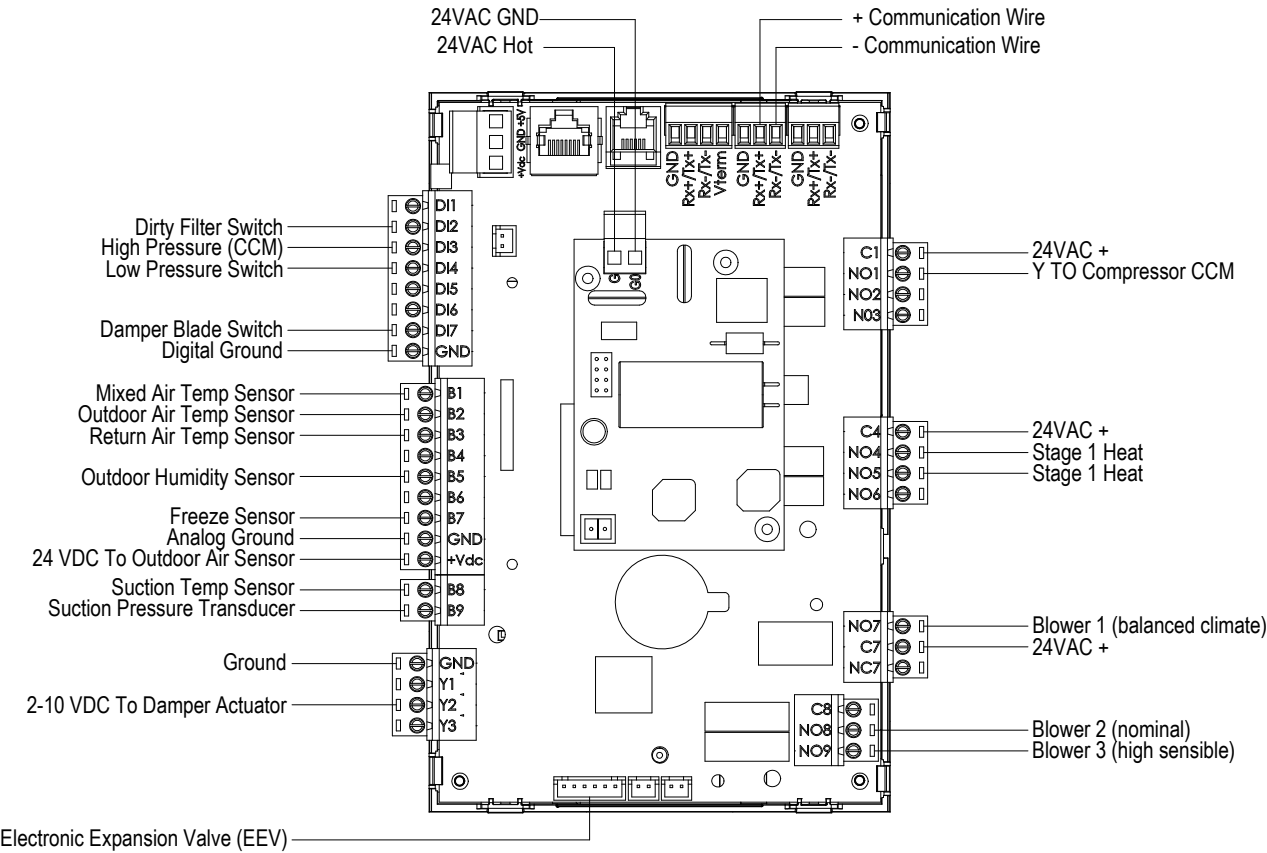 24VAC GND
24VAC Hot
+ Communication Wire
- Communication Wire
+Vdc GND +5V
GND
Rx+/Tx+
Rx-/Tx-
Vterm
GND
Rx+/Tx+
Rx-/Tx-
GND
Rx+/Tx+
Rx-/Tx-
G
G0
DI1
Dirty Filter Switch DI2
High Pressure (CCM) DI3
Low Pressure Switch DI4
DI5
DI6
Damper Blade Switch DI7
Digital Ground GND
Mixed Air Temp Sensor B1
Outdoor Air Temp Sensor B2
Return Air Temp Sensor B3
B4
Outdoor Humidity Sensor B5
B6
Freeze Sensor B7
Analog Ground GND
24 VDC To Outdoor Air Sensor +Vdc
Suction Temp Sensor B8
Suction Pressure Transducer B9
Ground GND
Y1
2-10 VDC To Damper Actuator Y2
Y3
Electronic Expansion Valve (EEV)
C1 24VAC +
NO1 Y TO Compressor CCM
NO2
N03
C4 24VAC +
NO4 Stage 1 Heat
NO5 Stage 1 Heat
NO6
NO7 Blower 1 (balanced climate)
C7 24VAC +
NC7
C8
NO8 Blower 2 (nominal)
NO9 Blower 3 (high sensible)